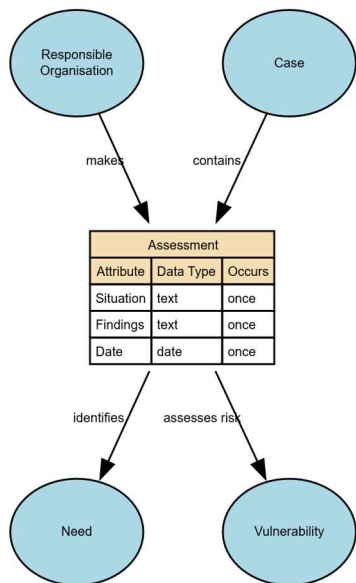 Responsible
Organisation
Case
makes
contains
Assessment
Attribute Data Type Occurs
Situation text once
Findings text once
Date date once
identifies
assesses risk
Need
Vulnerability